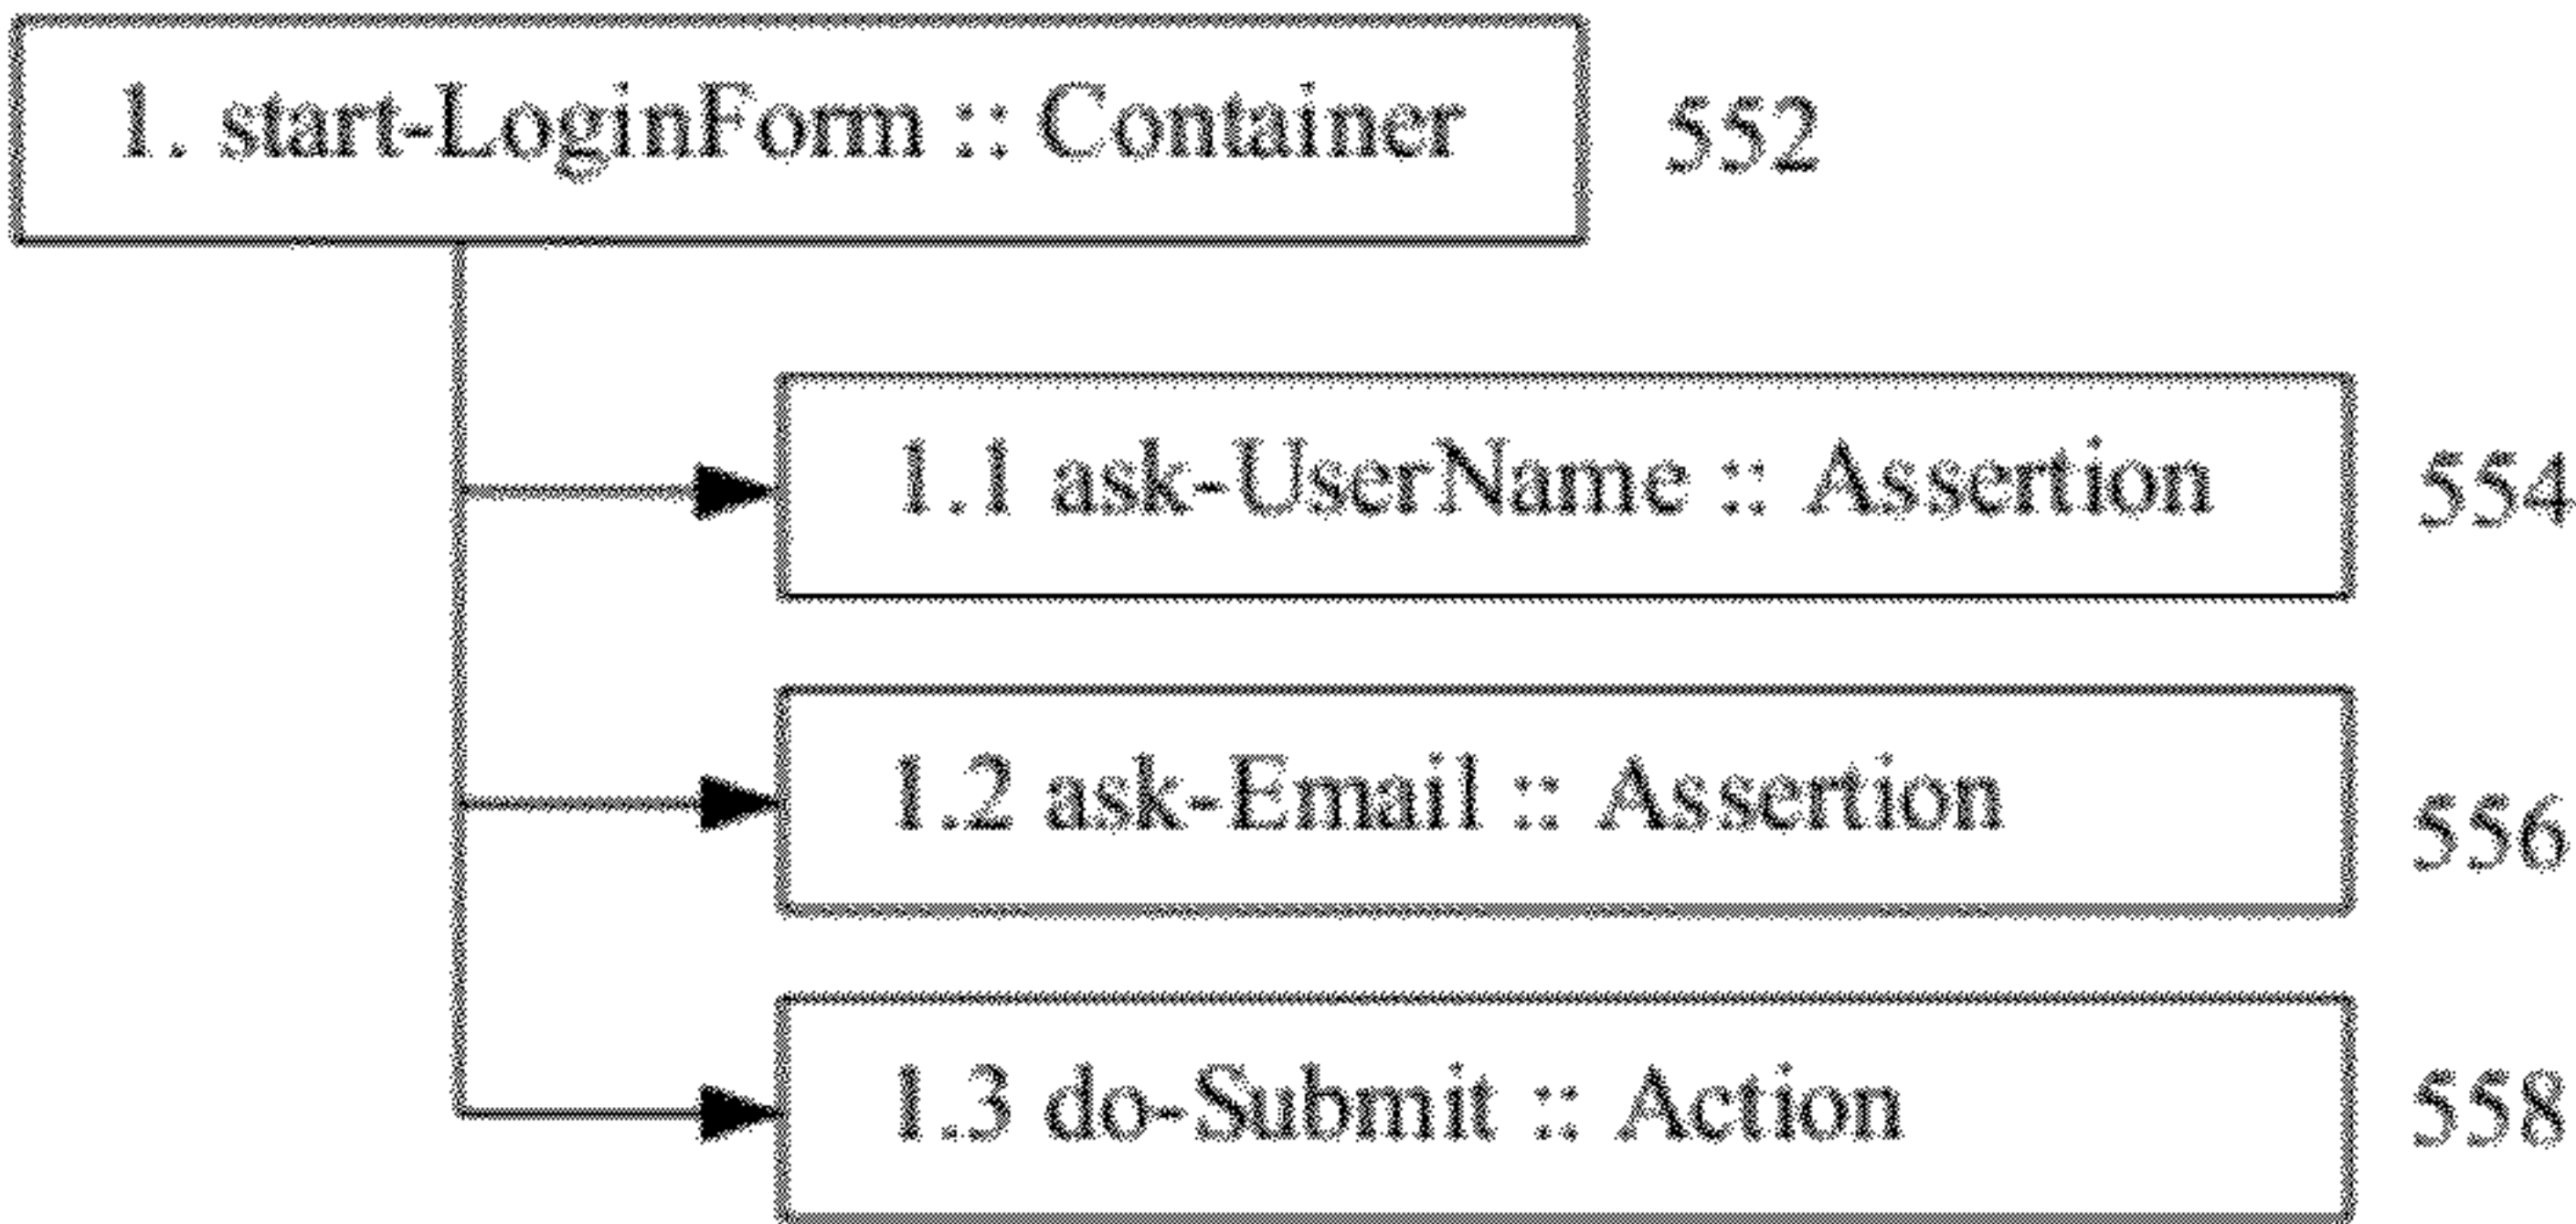 1. start-LoginForm :: Container 552
1.1 ask-UserName :: Assertion 554
1.2 ask-Email :: Assertion 556
1.3 do-Submit :: Action 558